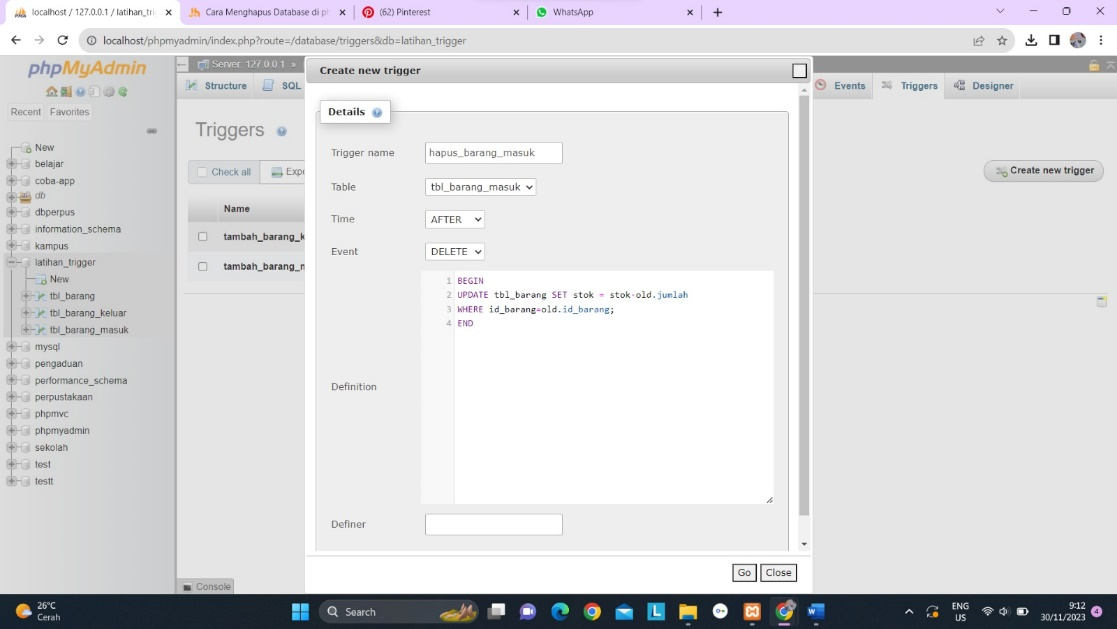 localhost / 127.0.0.1 / latihan_tri
Cara Menghapus Database di ph
(62) Pinterest
WhatsApp
localhost/phpmyadmin/index.php?route=/database/triggers&db=latihan_trigger
phpMyAdmin
Recent Favorites
New
belajar
coba-app
db
dbperpus
information_schema
kampus
latihan_trigger
New
tbl_barang
tbl_barang_keluar
tbl_barang_masuk
mysql
pengaduan
performance_schema
perpustakaan
phpmvc
phpmyadmin
sekolah
test
testt
Server: 127.0.0.1 »
Structure SQL
Events Triggers Designer
Triggers
Check all Expo
Create new trigger
Name
tambah_barang_k
tambah_barang_m
Console
Create new trigger
Details
Trigger name hapus_barang_masuk
Table tbl_barang_masuk
Time AFTER
Event DELETE
Definition
1 BEGIN
2 UPDATE tbl_barang SET stok = stok-old.jumlah
3 WHERE id_barang=old.id_barang;
4 END
Definer
Go Close
26°C
Cerah
Search
ENG
US
9:12
30/11/2023
4